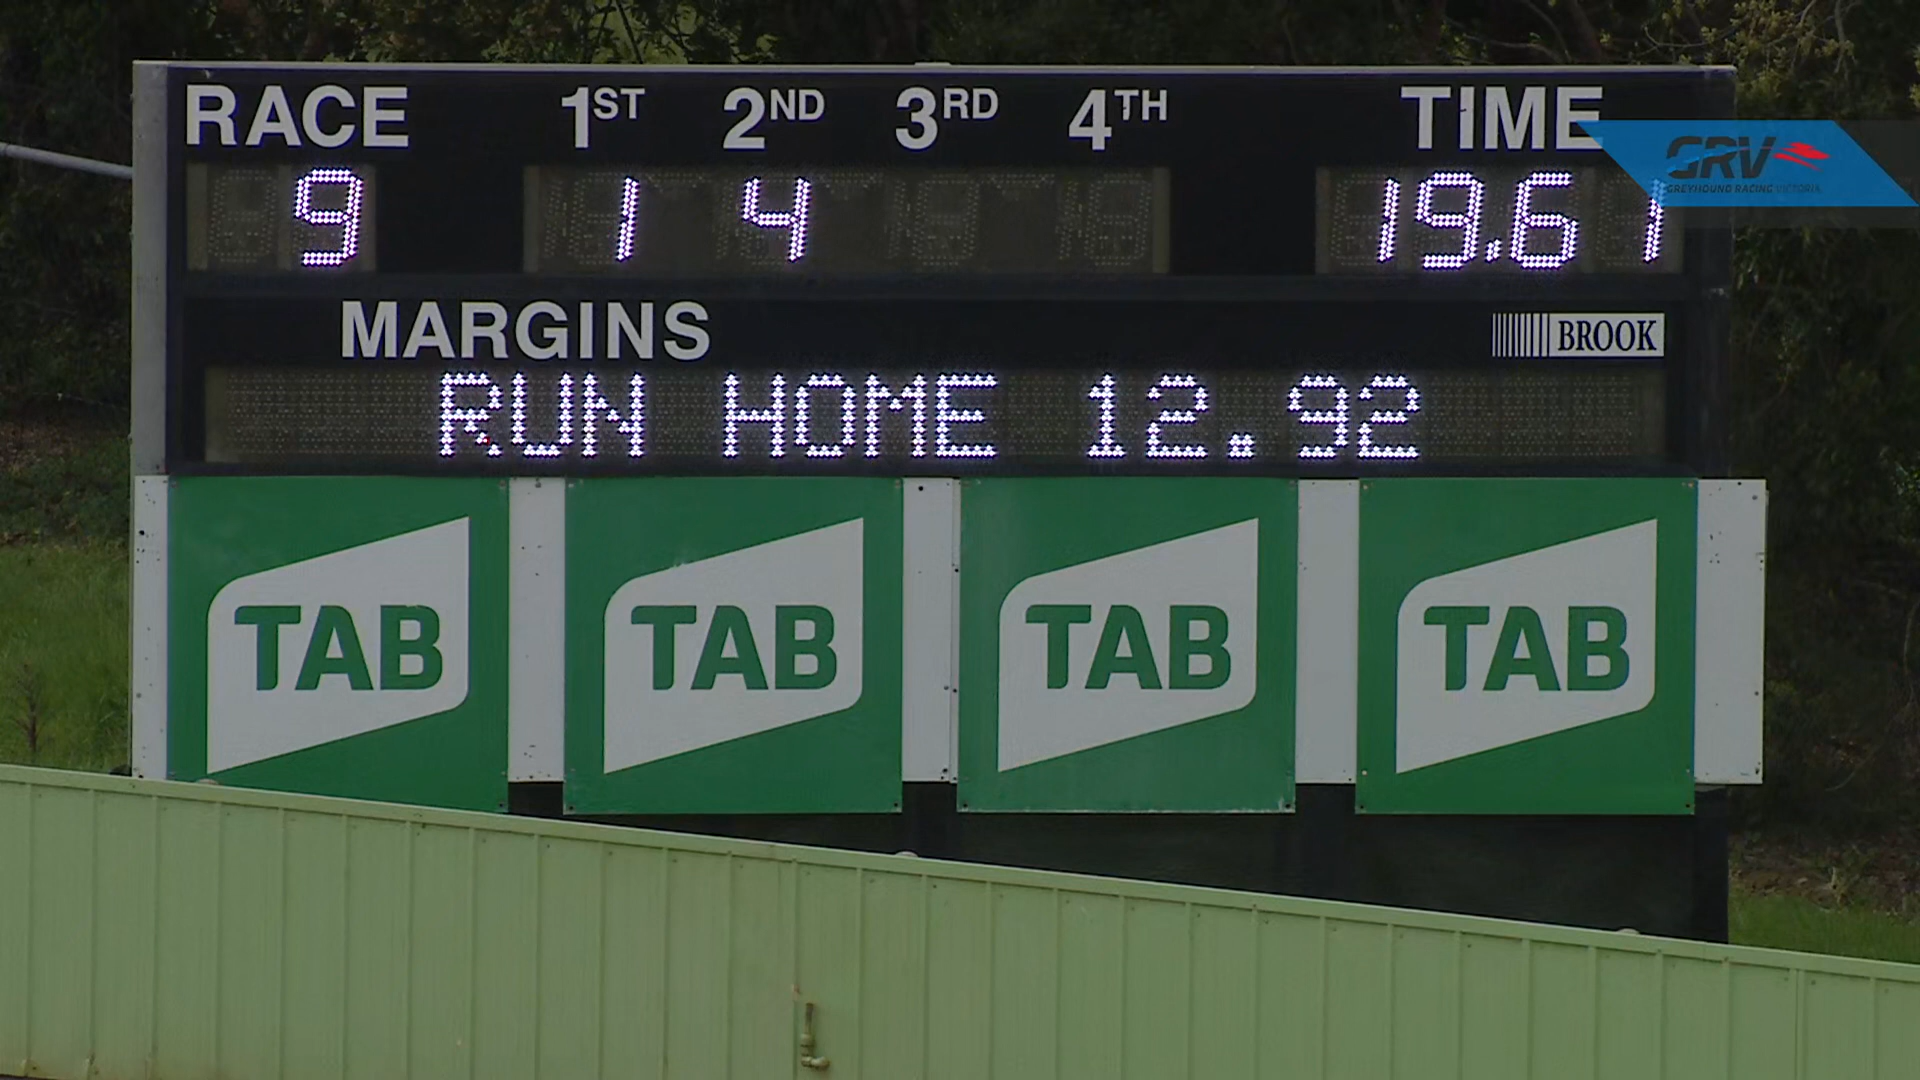 RACE 1ST 2ND 3RD 4TH TIME
GRV
GREYHOUND RACING VICTORIA
9 1 4 19.61
MARGINS BROOK
RUN HOME 12.92
TAB TAB TAB TAB